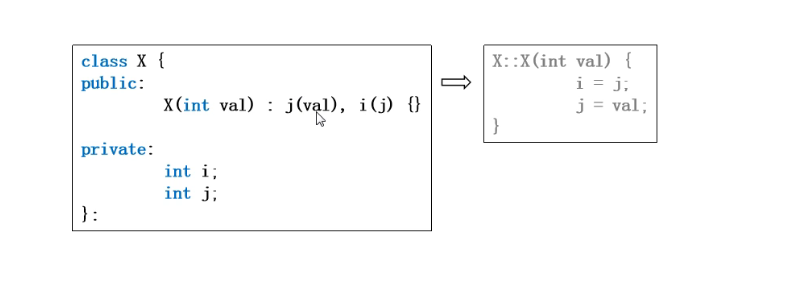 class X {
public:
X(int val) : j(val), i(j) {}
private:
int i;
int j;
}:
X::X(int val) {
i = j;
j = val;
}